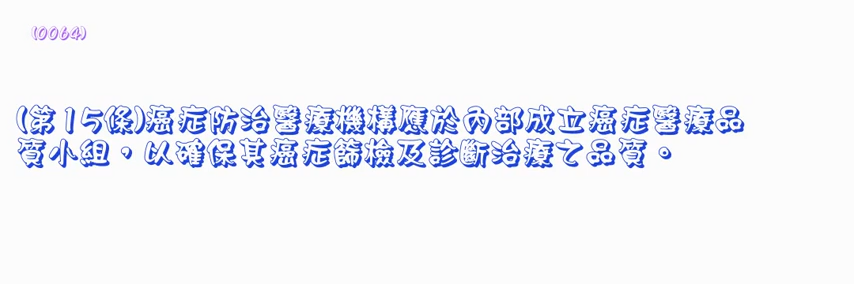 (0064)
(第15條)癌症防治醫療機構應於內部成立癌症醫療品
質小組，以確保其癌症篩檢及診斷治療之品質。